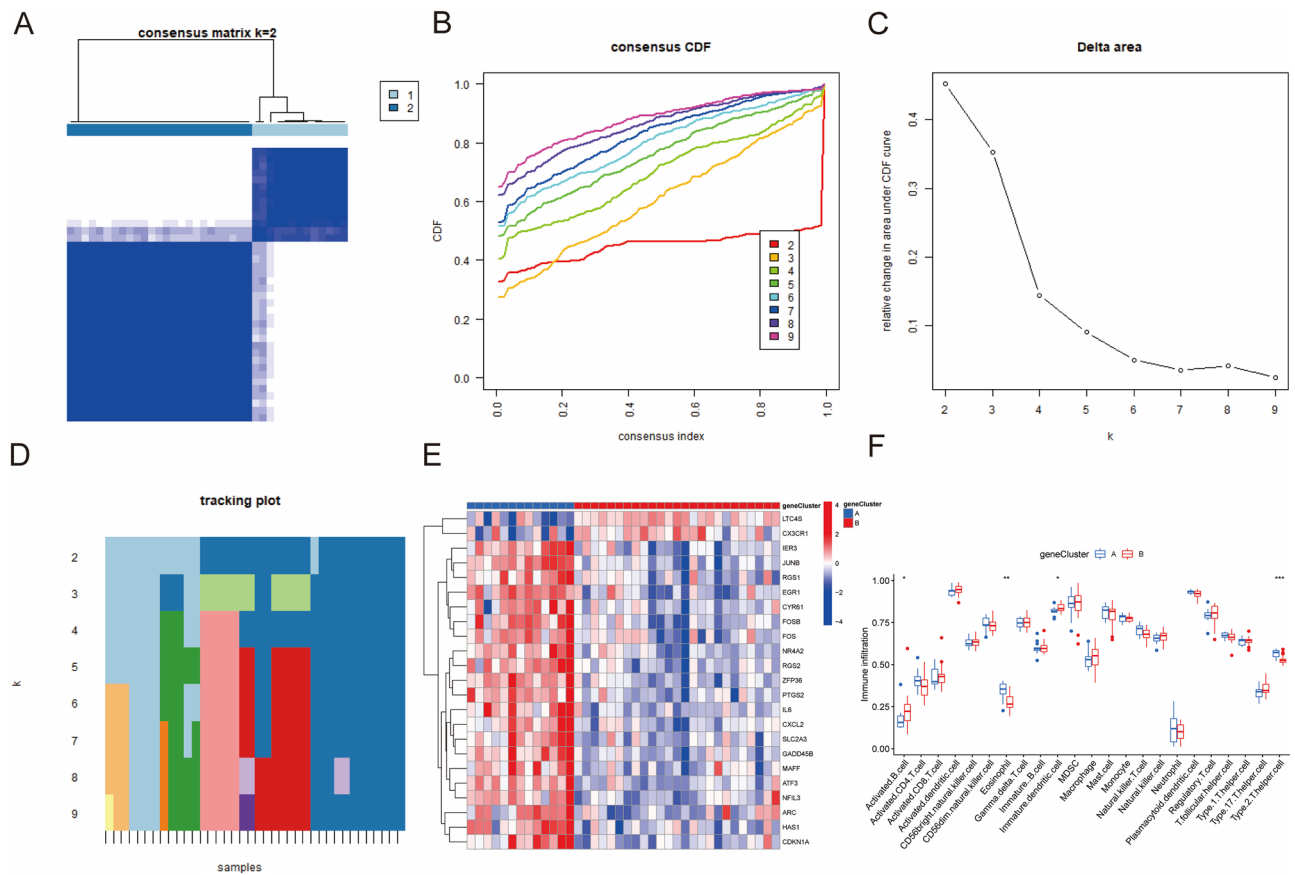 A
consensus matrix k=2
1
2
B
consensus CDF
CDF
1.0
0.8
0.6
0.4
0.2
0.0
2
3
4
5
6
7
8
9
0.0
0.2
0.4
0.6
0.8
1.0
consensus index
C
Delta area
relative change in area under CDF curve
0.4
0.3
0.2
0.1
2
3
4
5
6
7
8
9
k
D
tracking plot
k
2
3
4
5
6
7
8
9
samples
E
geneCluster
LTC4S
CX3CR1
IER3
JUNB
RGS1
EGR1
CYR61
FOSB
FOS
NR4A2
RGS2
ZFP36
PTGS2
IL6
CXCL2
SLC2A3
GADD45B
MAFF
ATF3
NFIL3
ARC
HAS1
CDKN1A
4
2
0
−2
−4
geneCluster
A
B
F
geneCluster
A
B
Immune infiltration
1.00
0.75
0.50
0.25
0.00
*
**
*
***
Activated.B.cell
Activated.CD4.T.cell
Activated.CD8.T.cell
Activated.dendritic.cell
CD56bright.natural.killer.cell
CD56dim.natural.killer.cell
Eosinophil
Gamma.delta.T.cell
Immature.B.cell
Immature.dendritic.cell
MDSC
Macrophage
Mast.cell
Monocyte
Natural.killer.T.cell
Natural.killer.cell
Neutrophil
Plasmacytoid.dendritic.cell
Regulatory.T.cell
T.follicular.helper.cell
Type.1.T.helper.cell
Type.17.T.helper.cell
Type.2.T.helper.cell